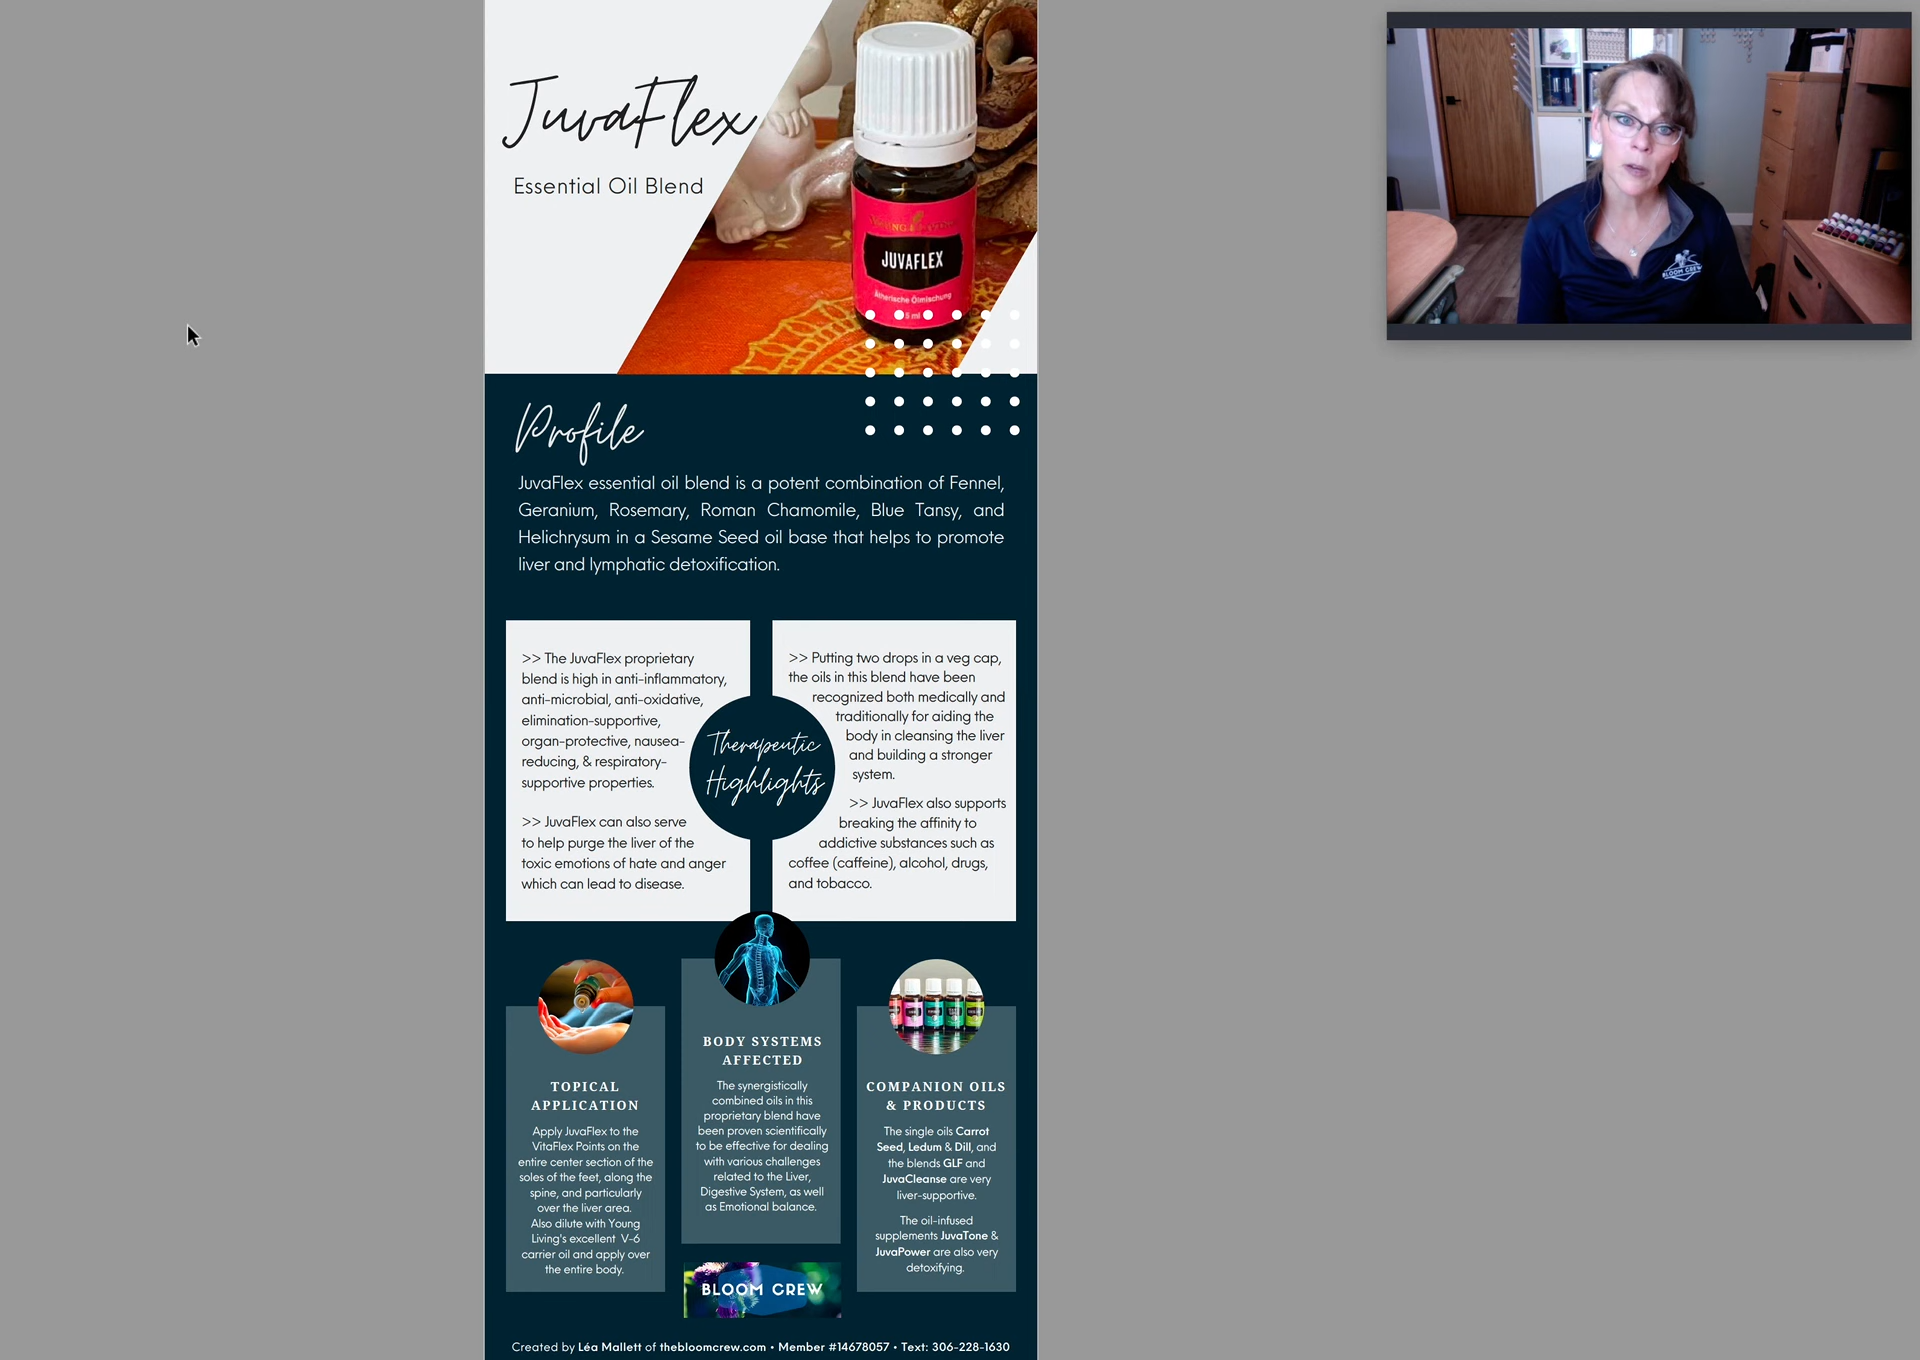 JuvaFlex
Essential Oil Blend
YOUNG LIVING
JUVAFLEX
Ätherische Ölmischung
5 ml
Profile
JuvaFlex essential oil blend is a potent combination of Fennel,
Geranium, Rosemary, Roman Chamomile, Blue Tansy, and
Helichrysum in a Sesame Seed oil base that helps to promote
liver and lymphatic detoxification.
>> The JuvaFlex proprietary
blend is high in anti-inflammatory,
anti-microbial, anti-oxidative,
elimination-supportive,
organ-protective, nausea-
reducing, & respiratory-
supportive properties.
>> JuvaFlex can also serve
to help purge the liver of the
toxic emotions of hate and anger
which can lead to disease.
Therapeutic
Highlights
>> Putting two drops in a veg cap,
the oils in this blend have been
recognized both medically and
traditionally for aiding the
body in cleansing the liver
and building a stronger
system.
>> JuvaFlex also supports
breaking the affinity to
addictive substances such as
coffee (caffeine), alcohol, drugs,
and tobacco.
TOPICAL
APPLICATION
Apply JuvaFlex to the
VitaFlex Points on the
entire center section of the
soles of the feet, along the
spine, and particularly
over the liver area.
Also dilute with Young
Living's excellent V-6
carrier oil and apply over
the entire body.
BODY SYSTEMS
AFFECTED
The synergistically
combined oils in this
proprietary blend have
been proven scientifically
to be effective for dealing
with various challenges
related to the Liver,
Digestive System, as well
as Emotional balance.
COMPANION OILS
& PRODUCTS
The single oils Carrot
Seed, Ledum & Dill, and
the blends GLF and
JuvaCleanse are very
liver-supportive.
The oil-infused
supplements JuvaTone &
JuvaPower are also very
detoxifying.
BLOOM CREW
Created by Léa Mallett of thebloomcrew.com • Member #14678057 • Text: 306-228-1630
BLOOM CREW